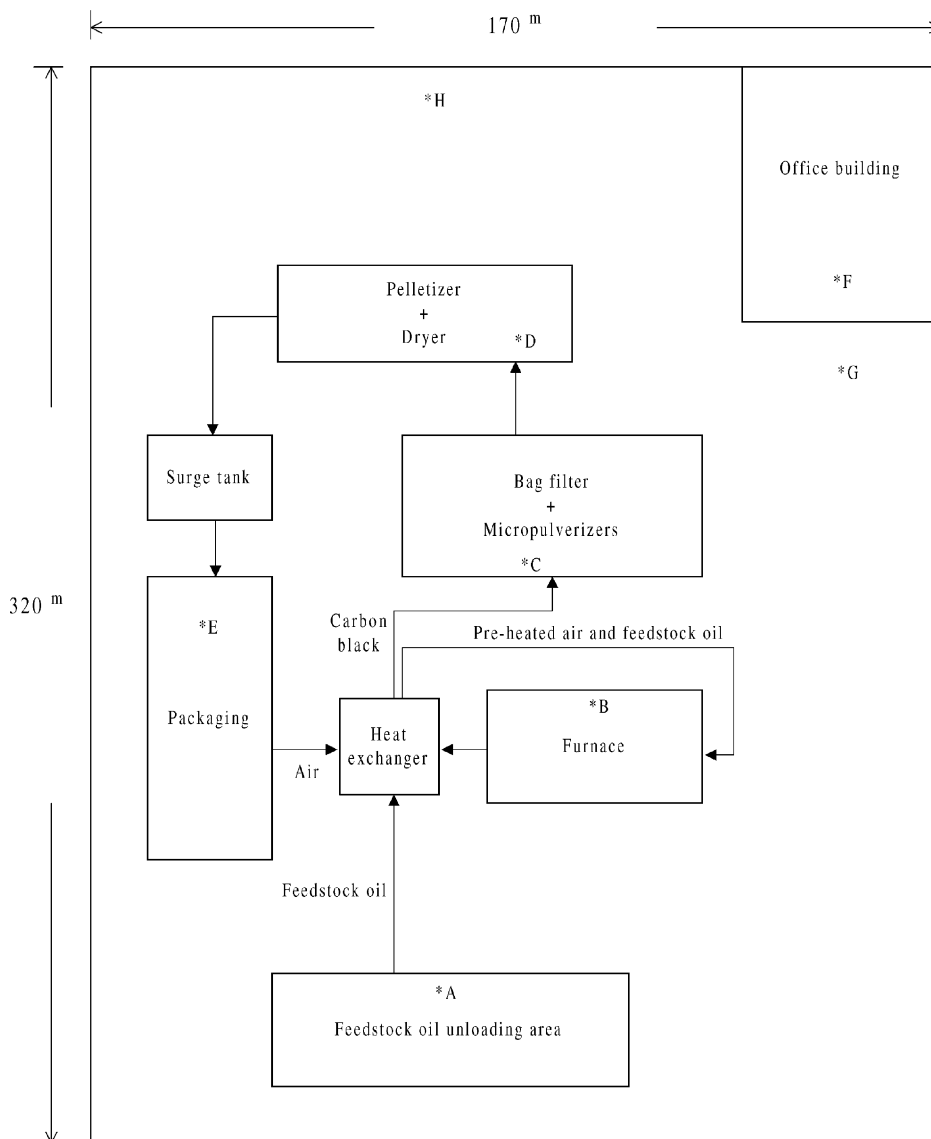 170 m
*H
Office building
*F
Pelletizer
+
Dryer
*D
*G
Surge tank
Bag filter
+
Micropulverizers
*C
320 m
*E
Carbon
black
Pre-heated air and feedstock oil
*B
Packaging
Heat
exchanger
Furnace
Air
Feedstock oil
*A
Feedstock oil unloading area